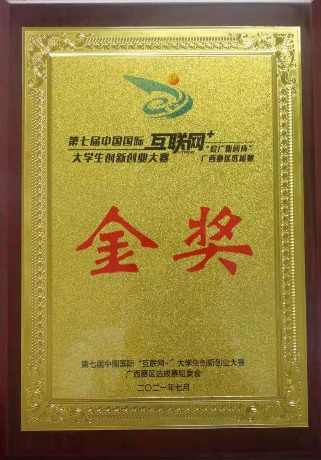 第七届中国国际 互联网+
大学生创新创业大赛 广西赛区选拔赛
金奖
第七届中国国际“互联网+”大学生创新创业大赛
广西赛区选拔赛组委会
二〇二一年七月